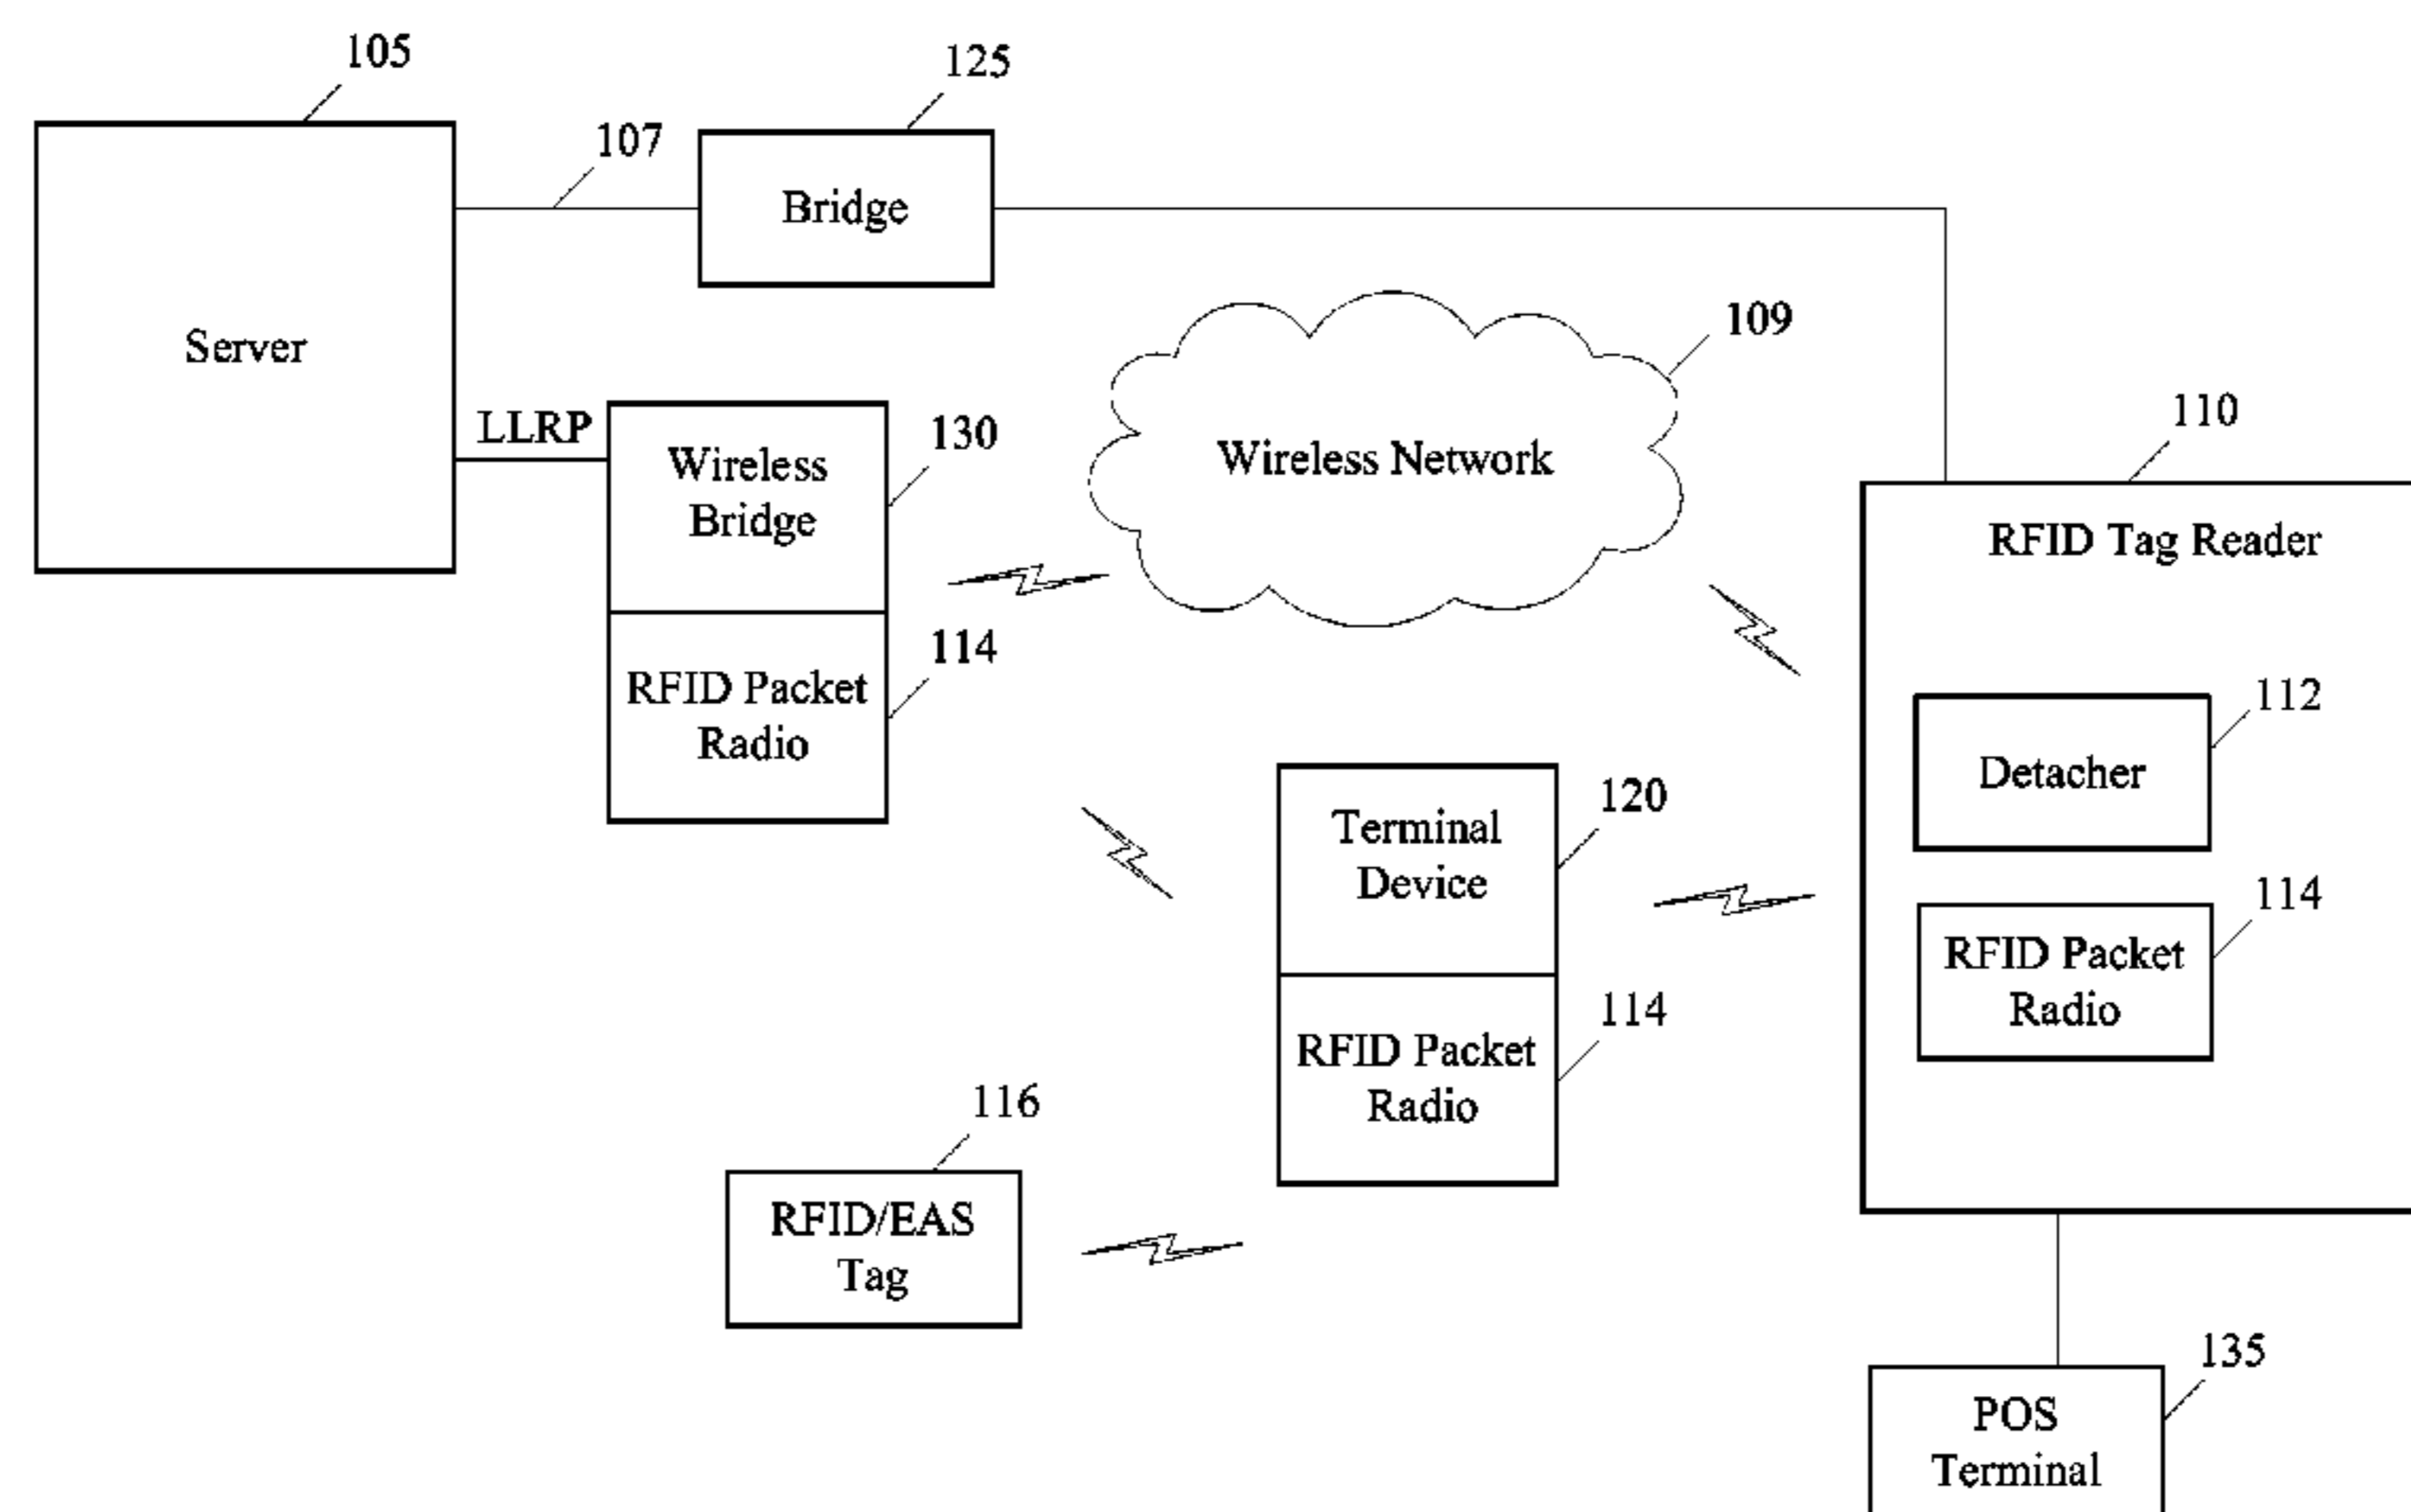 105
125
107
Bridge
Server
109
Wireless Network
110
LLRP
130
Wireless
Bridge
RFID Tag Reader
114
RFID Packet
Radio
112
Detacher
120
Terminal
Device
114
RFID Packet
Radio
114
RFID Packet
Radio
116
RFID/EAS
Tag
135
POS
Terminal